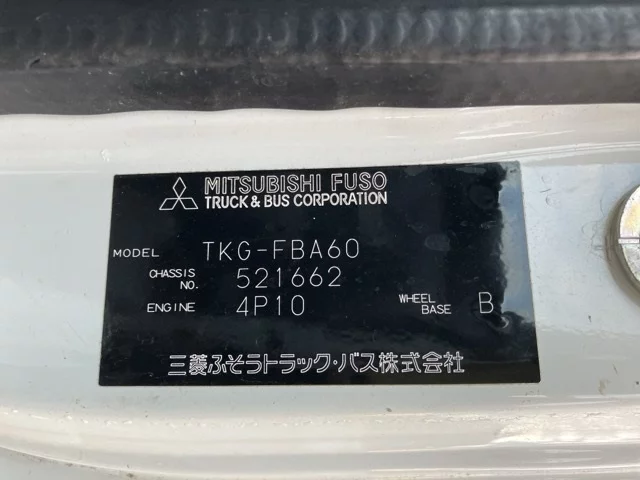 MITSUBISHI FUSO
TRUCK & BUS CORPORATION
MODEL TKG-FBA60
CHASSIS NO. 521662
ENGINE 4P10 WHEEL BASE B
三菱ふそうトラック・バス株式会社